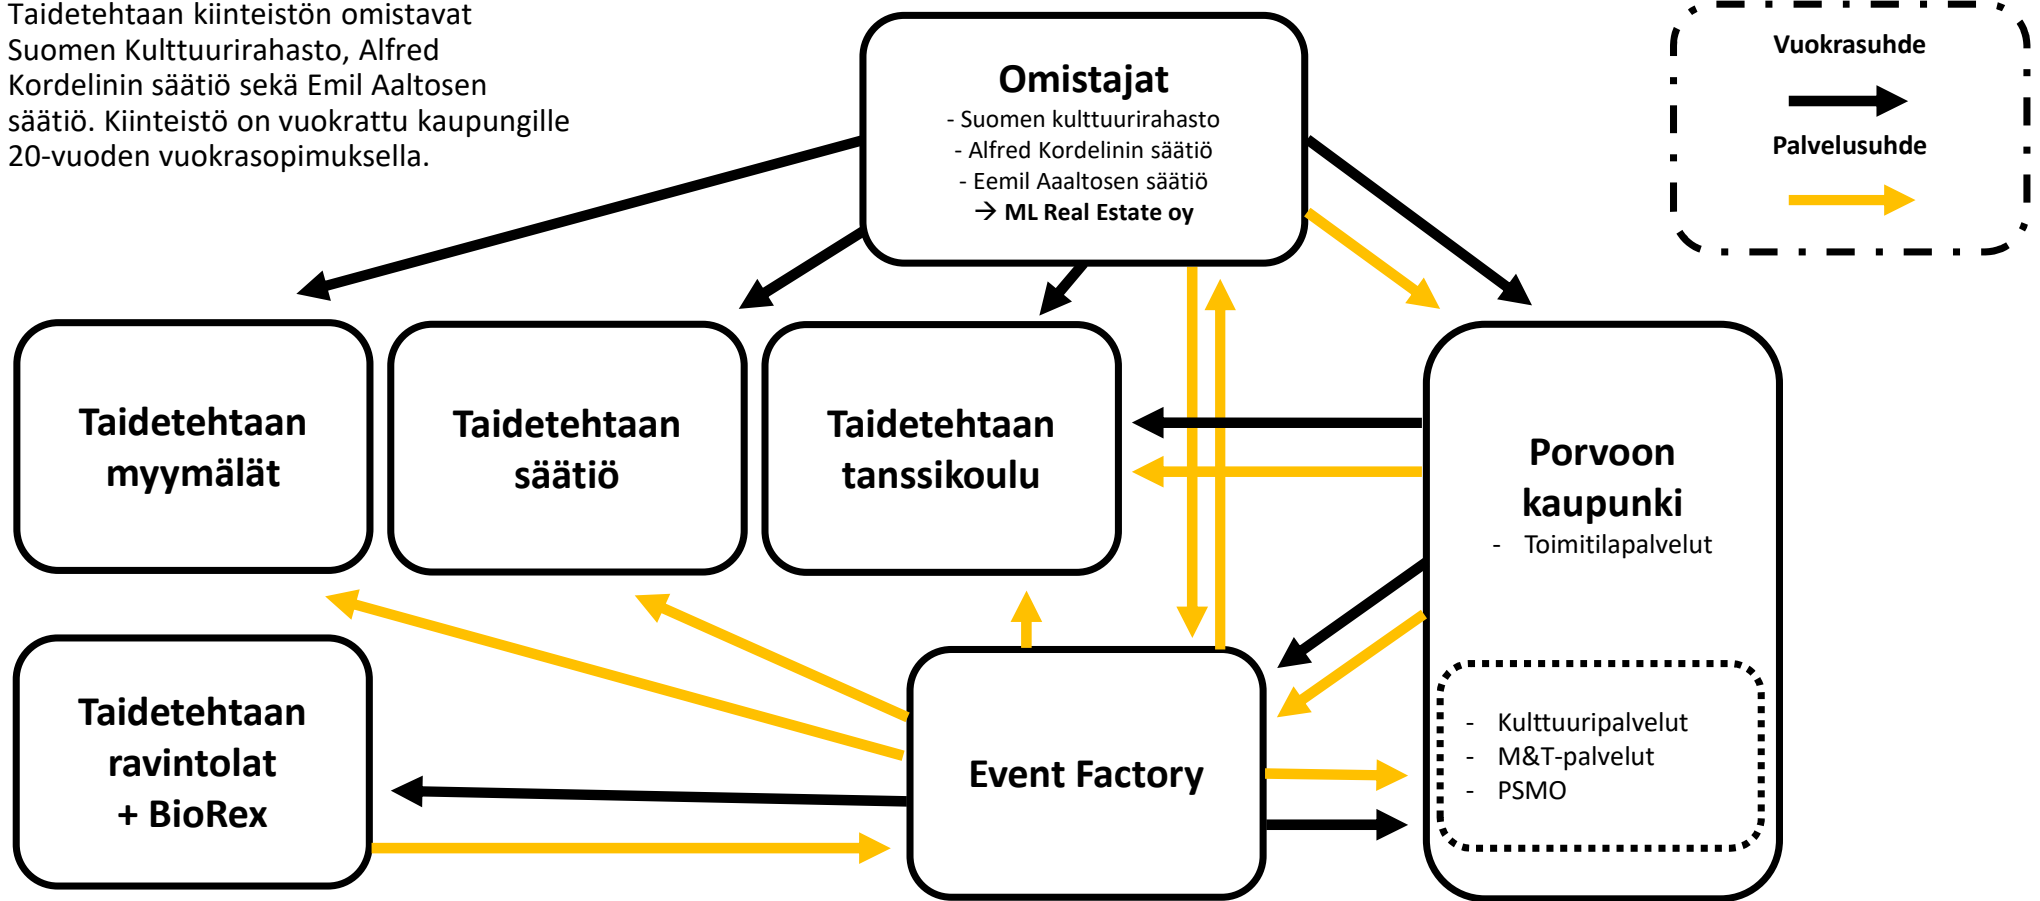 Taidetehtaan kiinteistön omistavat
Suomen Kulttuurirahasto, Alfred
Kordelinin säätiö sekä Emil Aaltosen
säätiö. Kiinteistö on vuokrattu kaupungille
20-vuoden vuokrasopimuksella.
Omistajat
- Suomen kulttuurirahasto
- Alfred Kordelinin säätiö
- Eemil Aaaltosen säätiö
→ ML Real Estate oy
Vuokrasuhde
Palvelusuhde
Taidetehtaan
myymälät
Taidetehtaan
säätiö
Taidetehtaan
tanssikoulu
Porvoon
kaupunki
- Toimitilapalvelut
- Kulttuuripalvelut
- M&T-palvelut
- PSMO
Taidetehtaan
ravintolat
+ BioRex
Event Factory